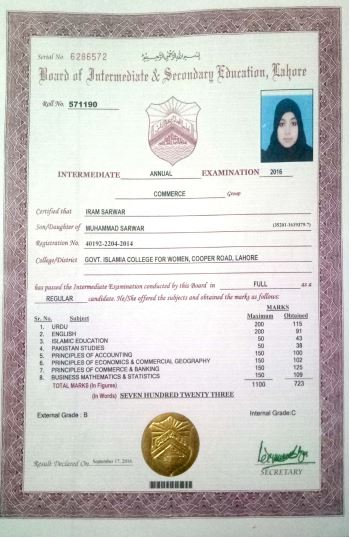 Serial No. 6286572
بسم الله الرحمن الرحیم
Board of Intermediate & Secondary Education, Lahore
Roll No. 571190
INTERMEDIATE ANNUAL EXAMINATION 2016
COMMERCE Group
Certified that IRAM SARWAR
Son/Daughter of MUHAMMAD SARWAR (35201-1639379-7)
Registration No. 40192-2204-2014
College/District GOVT. ISLAMIA COLLEGE FOR WOMEN, COOPER ROAD, LAHORE
has passed the Intermediate Examination conducted by this Board in FULL as a
REGULAR candidate. He/She offered the subjects and obtained the marks as follows:
MARKS
Sr. No. Subject Maximum Obtained
1. URDU 200 115
2. ENGLISH 200 91
3. ISLAMIC EDUCATION 50 43
4. PAKISTAN STUDIES 50 38
5. PRINCIPLES OF ACCOUNTING 150 100
6. PRINCIPLES OF ECONOMICS & COMMERCIAL GEOGRAPHY 150 102
7. PRINCIPLES OF COMMERCE & BANKING 150 125
8. BUSINESS MATHEMATICS & STATISTICS 150 109
TOTAL MARKS (In Figures) 1100 723
(In Words) SEVEN HUNDRED TWENTY THREE
External Grade : B Internal Grade:C
Result Declared On September 17, 2016
SECRETARY